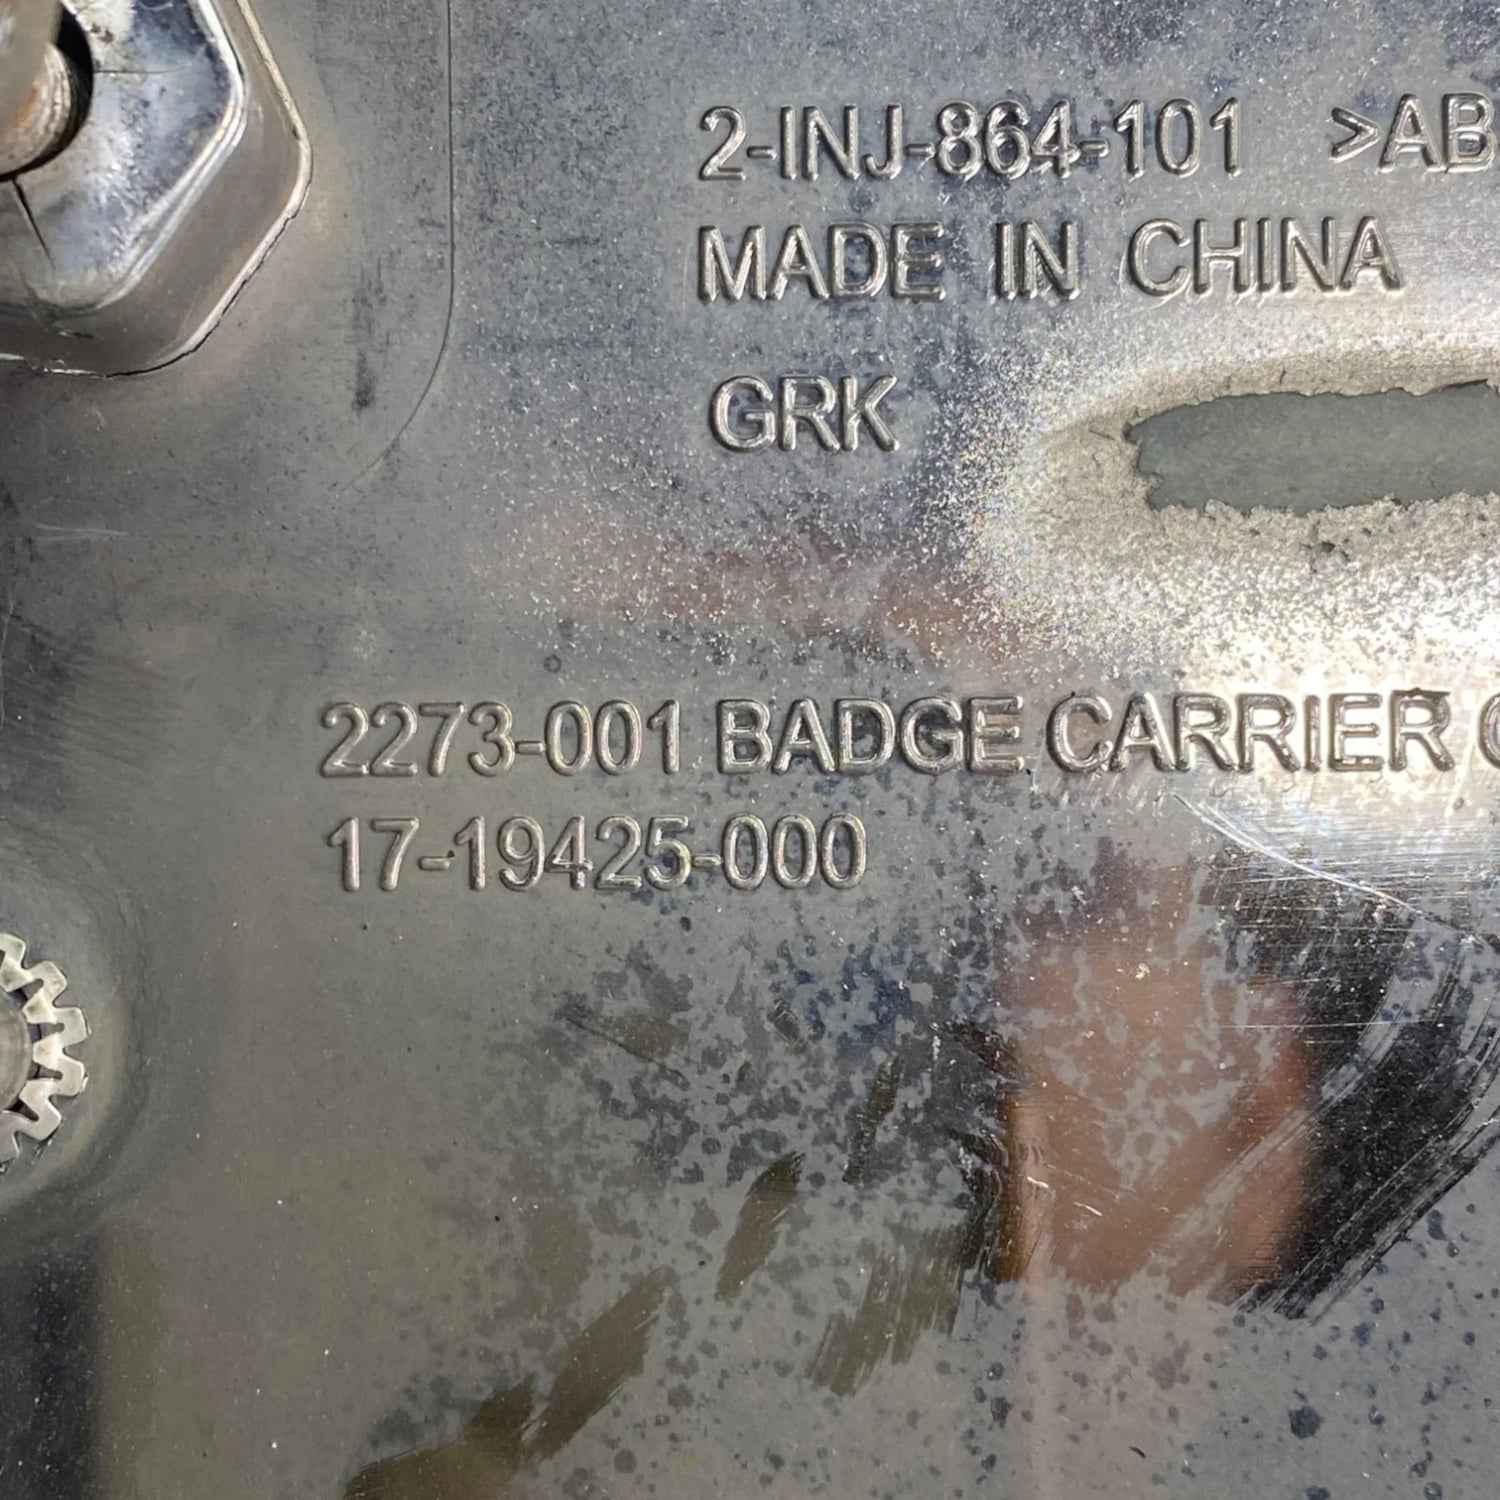 2-INJ-864-101 >AB
MADE IN CHINA
GRK
2273-001 BADGE CARRIER
17-19425-000